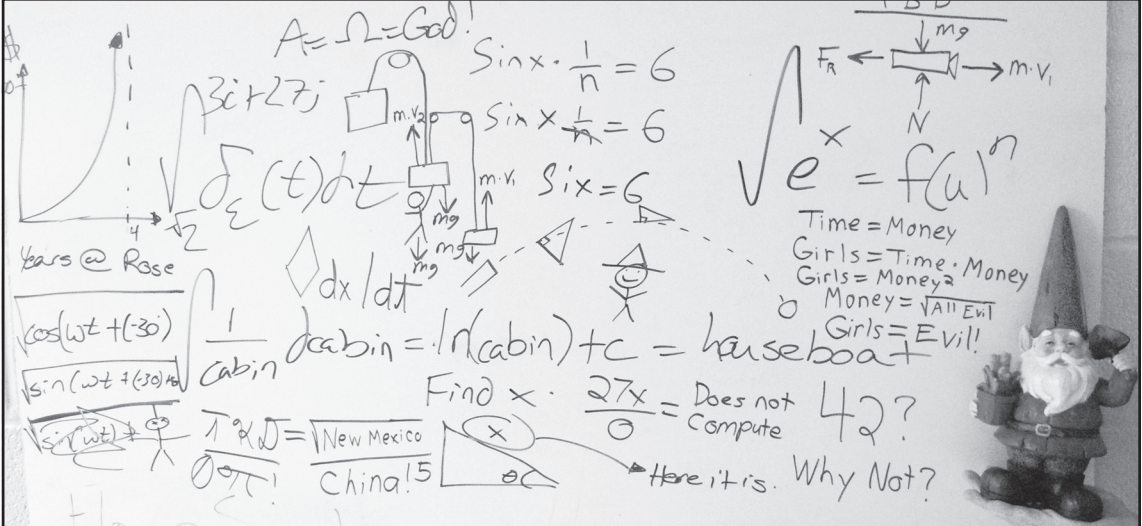 A = Ω = God!
Sin x · 1/n = 6
Sin x 1/n = 6
Six = 6
3i + 27j
√2
δε(t)dt
m·V₂
m·V₁
mg
mg
mg
mg
F_R
m·V₁
N
$
4
Years @ Rose
∫e^x = f(u)^n
Time = Money
Girls = Time · Money
Girls = Money²
Money = √All Evil
Girls = Evil!
dx/dt
√cos(ωt + (-30)
√sin(ωt + (-30)
√sin(ωt)
∫ 1/cabin dcabin = ln(cabin) + c = houseboat
Find x · 27x/0 = Does not Compute
42?
Why Not?
√New Mexico
China!5
x
θ
Here it is.